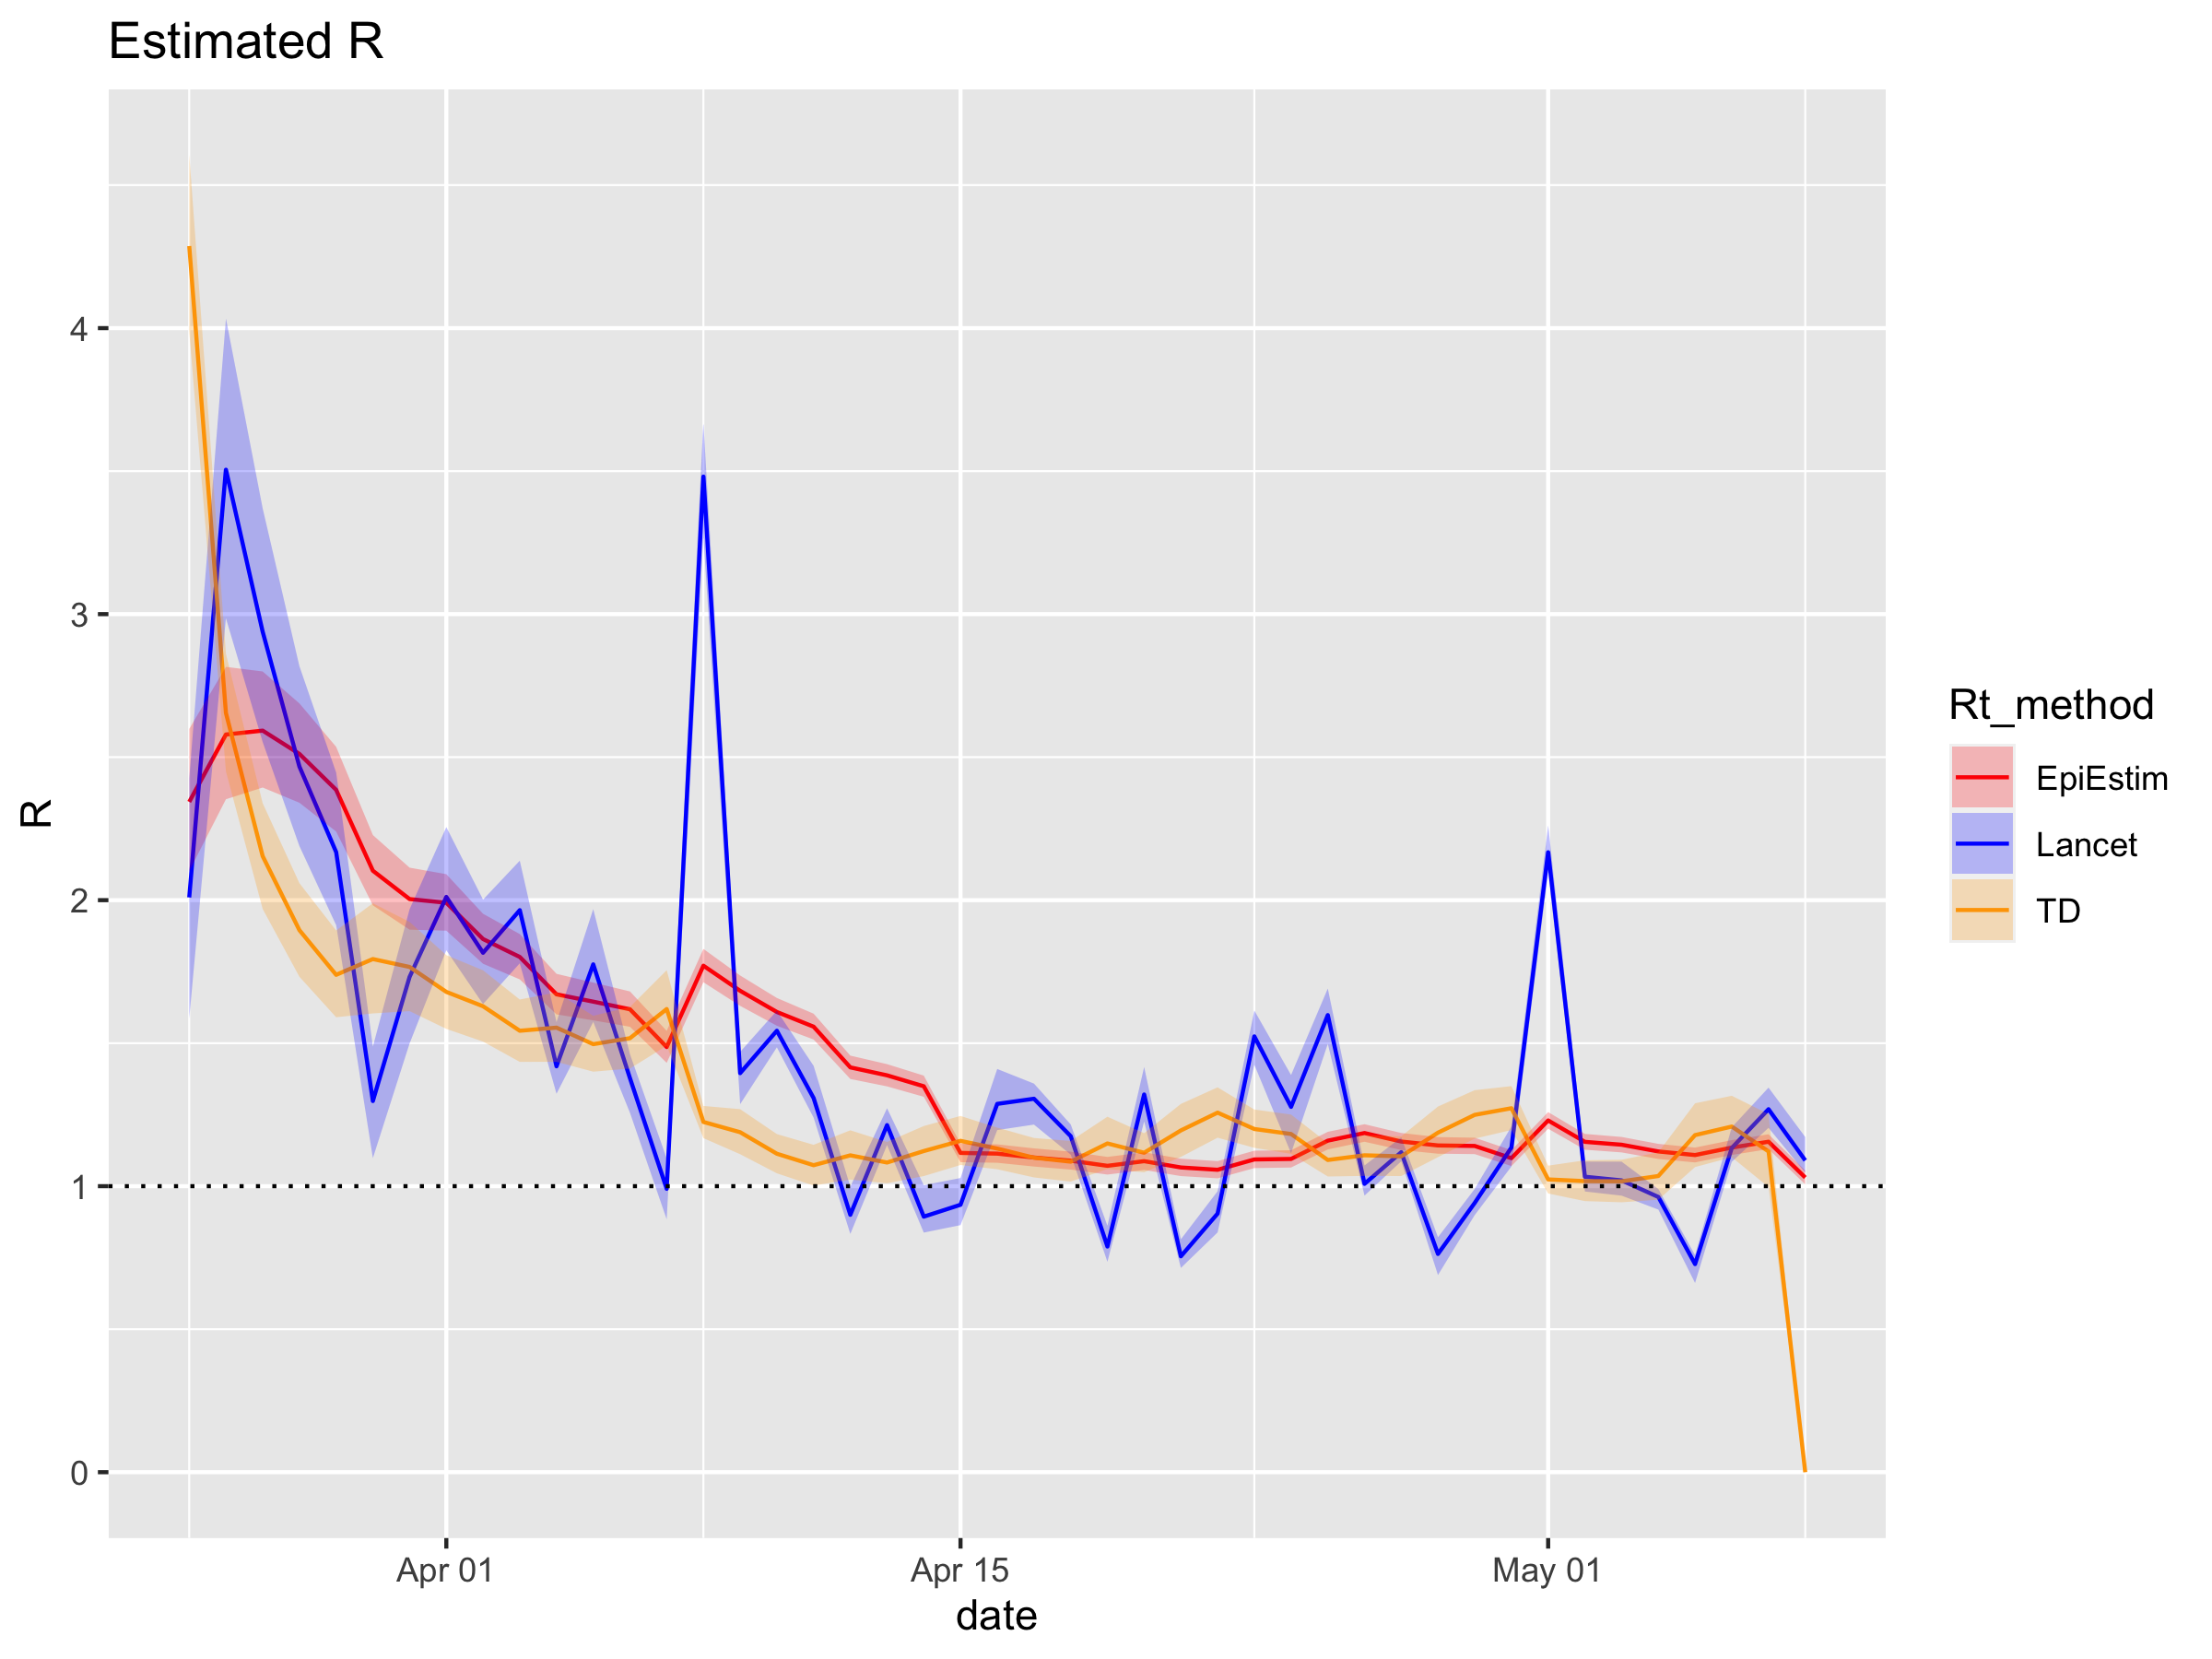 Estimated R
R
4
3
2
1
0
Apr 01
Apr 15
May 01
date
Rt_method
EpiEstim
Lancet
TD